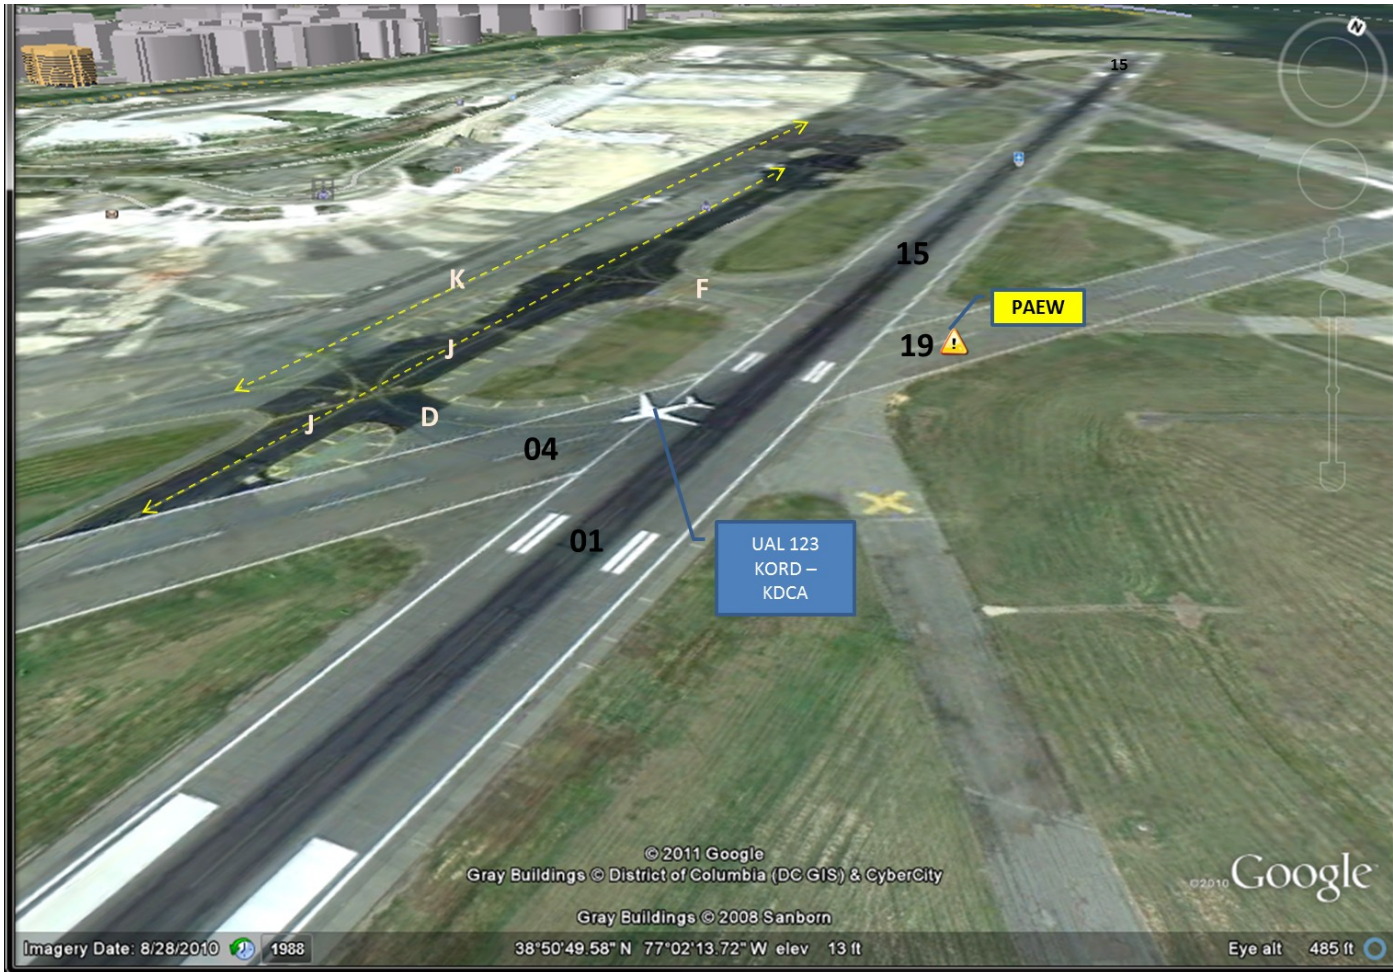 15
N
15
K
F
PAEW
19
J
J
D
04
01
UAL 123
KORD –
KDCA
© 2011 Google
Gray Buildings © District of Columbia (DC GIS) & CyberCity
©2010 Google
Gray Buildings © 2008 Sanborn
Imagery Date: 8/28/2010
1988
38°50'49.58" N 77°02'13.72" W elev 13 ft
Eye alt 485 ft